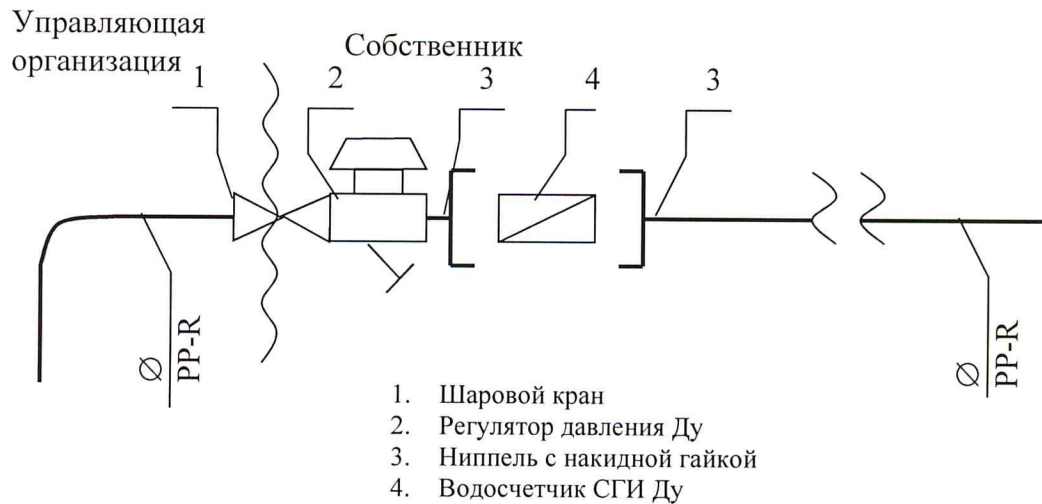 Управляющая
организация
Собственник
1
2
3
4
3
∅
PP-R
∅
PP-R
1. Шаровой кран
2. Регулятор давления Ду
3. Ниппель с накидной гайкой
4. Водосчетчик СГИ Ду